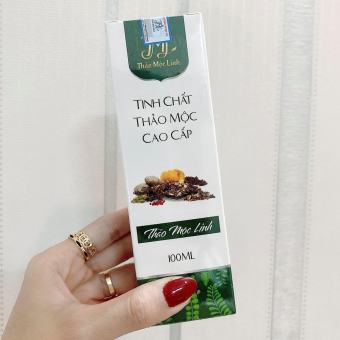 Thảo Mộc Linh
TINH CHẤT
THẢO MỘC
CAO CẤP
Thảo Mộc Linh
100ML